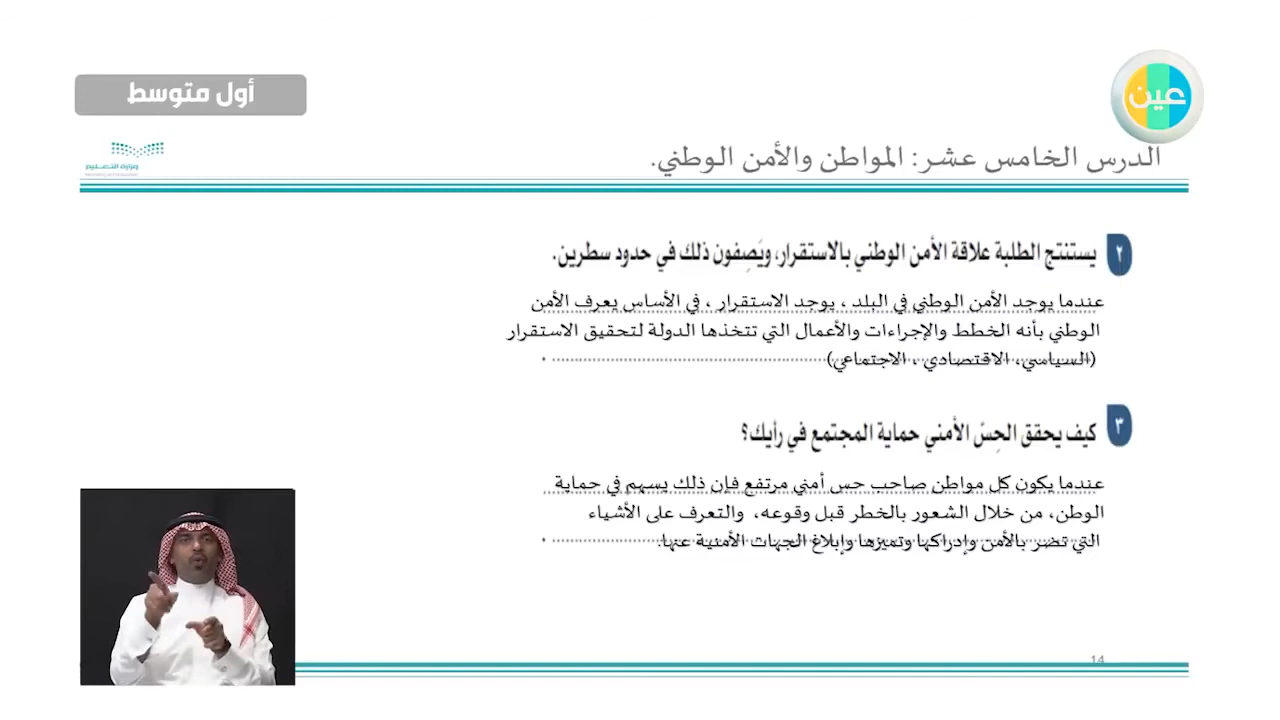 أول متوسط
عين
وزارة التعليم
الدرس الخامس عشر: المواطن والأمن الوطني.
٢ يستنتج الطلبة علاقة الأمن الوطني بالاستقرار، ويَصِفون ذلك في حدود سطرين.
عندما يوجد الأمن الوطني في البلد ، يوجد الاستقرار ، في الأساس يعرف الأمن
الوطني بأنه الخطط والإجراءات والأعمال التي تتخذها الدولة لتحقيق الاستقرار
(السياسي، الاقتصادي ، الاجتماعي)
٣ كيف يحقق الحِسّ الأمني حماية المجتمع في رأيك؟
عندما يكون كل مواطن صاحب حس أمني مرتفع فإن ذلك يسهم في حماية
الوطن، من خلال الشعور بالخطر قبل وقوعه، والتعرف على الأشياء
التي تضر بالأمن وإدراكها وتميزها وإبلاغ الجهات الأمنية عنها.
14